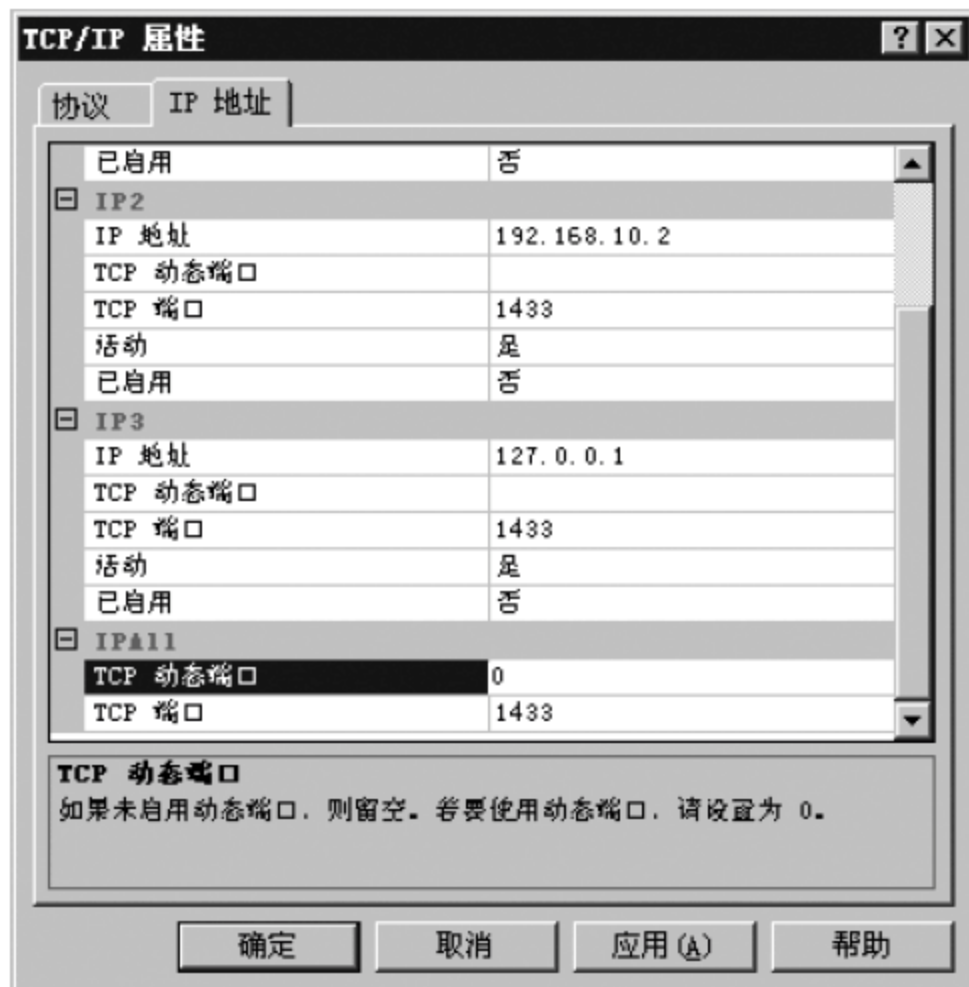 TCP/IP 属性
协议 IP 地址
已启用 否
IP2
IP 地址 192.168.10.2
TCP 动态端口
TCP 端口 1433
活动 是
已启用 否
IP3
IP 地址 127.0.0.1
TCP 动态端口
TCP 端口 1433
活动 是
已启用 否
IPAll
TCP 动态端口 0
TCP 端口 1433
TCP 动态端口
如果未启用动态端口，则留空。若要使用动态端口，请设置为 0。
确定 取消 应用(A) 帮助